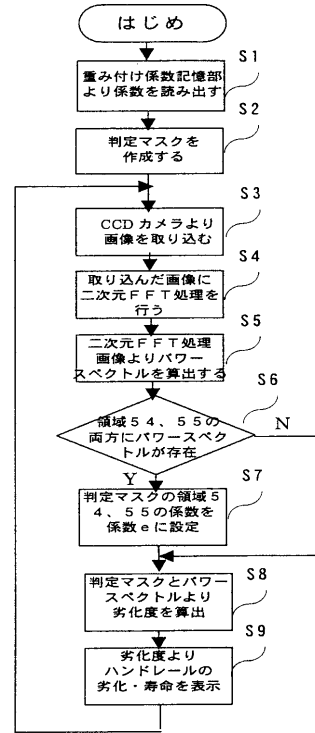 はじめ
S1
重み付け係数記憶部
より係数を読み出す
S2
判定マスクを
作成する
S3
CCDカメラより
画像を取り込む
S4
取り込んだ画像に
二次元FFT処理を
行う
S5
二次元FFT処理
画像よりパワー
スペクトルを算出する
S6
領域54、55の
両方にパワースペク
トルが存在
N
Y
S7
判定マスクの領域5
4、55の係数を
係数eに設定
S8
判定マスクとパワー
スペクトルより
劣化度を算出
S9
劣化度より
ハンドレールの
劣化・寿命を表示